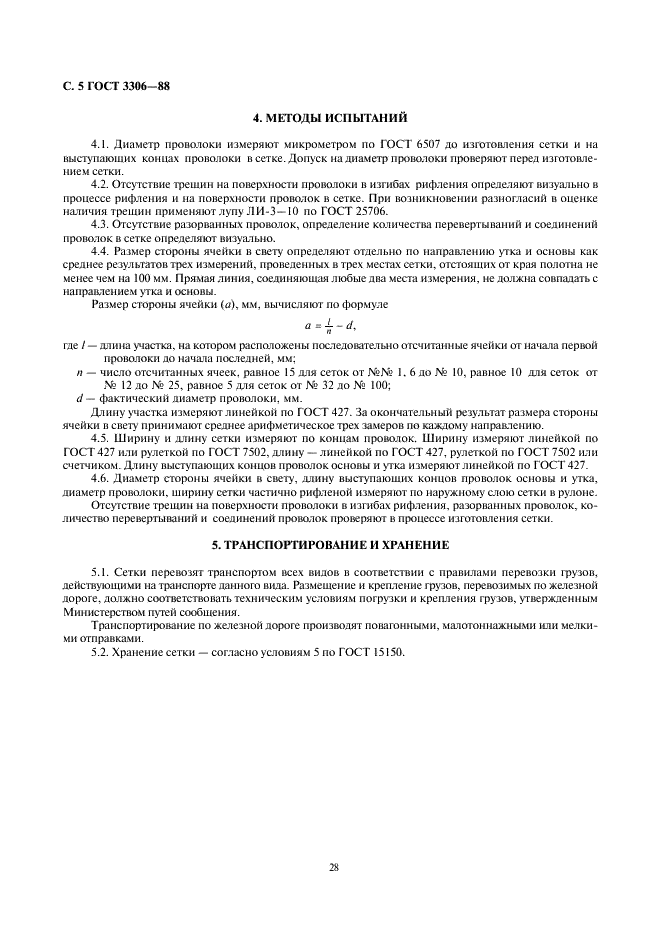 С. 5 ГОСТ 3306—88
4. МЕТОДЫ ИСПЫТАНИЙ
4.1. Диаметр проволоки измеряют микрометром по ГОСТ 6507 до изготовления сетки и на
выступающих концах проволоки в сетке. Допуск на диаметр проволоки проверяют перед изготовле-
нием сетки.
4.2. Отсутствие трещин на поверхности проволоки в изгибах рифления определяют визуально в
процессе рифления и на поверхности проволок в сетке. При возникновении разногласий в оценке
наличия трещин применяют лупу ЛИ-3—10 по ГОСТ 25706.
4.3. Отсутствие разорванных проволок, определение количества перевертываний и соединений
проволок в сетке определяют визуально.
4.4. Размер стороны ячейки в свету определяют отдельно по направлению утка и основы как
среднее результатов трех измерений, проведенных в трех местах сетки, отстоящих от края полотна не
менее чем на 100 мм. Прямая линия, соединяющая любые два места измерения, не должна совпадать с
направлением утка и основы.
Размер стороны ячейки (a), мм, вычисляют по формуле
a = l/n − d,
где l — длина участка, на котором расположены последовательно отсчитанные ячейки от начала первой
проволоки до начала последней, мм;
n — число отсчитанных ячеек, равное 15 для сеток от №№ 1, 6 до № 10, равное 10 для сеток от
№ 12 до № 25, равное 5 для сеток от № 32 до № 100;
d — фактический диаметр проволоки, мм.
Длину участка измеряют линейкой по ГОСТ 427. За окончательный результат размера стороны
ячейки в свету принимают среднее арифметическое трех замеров по каждому направлению.
4.5. Ширину и длину сетки измеряют по концам проволок. Ширину измеряют линейкой по
ГОСТ 427 или рулеткой по ГОСТ 7502, длину — линейкой по ГОСТ 427, рулеткой по ГОСТ 7502 или
счетчиком. Длину выступающих концов проволок основы и утка измеряют линейкой по ГОСТ 427.
4.6. Диаметр стороны ячейки в свету, длину выступающих концов проволок основы и утка,
диаметр проволоки, ширину сетки частично рифленой измеряют по наружному слою сетки в рулоне.
Отсутствие трещин на поверхности проволоки в изгибах рифления, разорванных проволок, ко-
личество перевертываний и соединений проволок проверяют в процессе изготовления сетки.
5. ТРАНСПОРТИРОВАНИЕ И ХРАНЕНИЕ
5.1. Сетки перевозят транспортом всех видов в соответствии с правилами перевозки грузов,
действующими на транспорте данного вида. Размещение и крепление грузов, перевозимых по железной
дороге, должно соответствовать техническим условиям погрузки и крепления грузов, утвержденным
Министерством путей сообщения.
Транспортирование по железной дороге производят повагонными, малотоннажными или мелки-
ми отправками.
5.2. Хранение сетки — согласно условиям 5 по ГОСТ 15150.
28